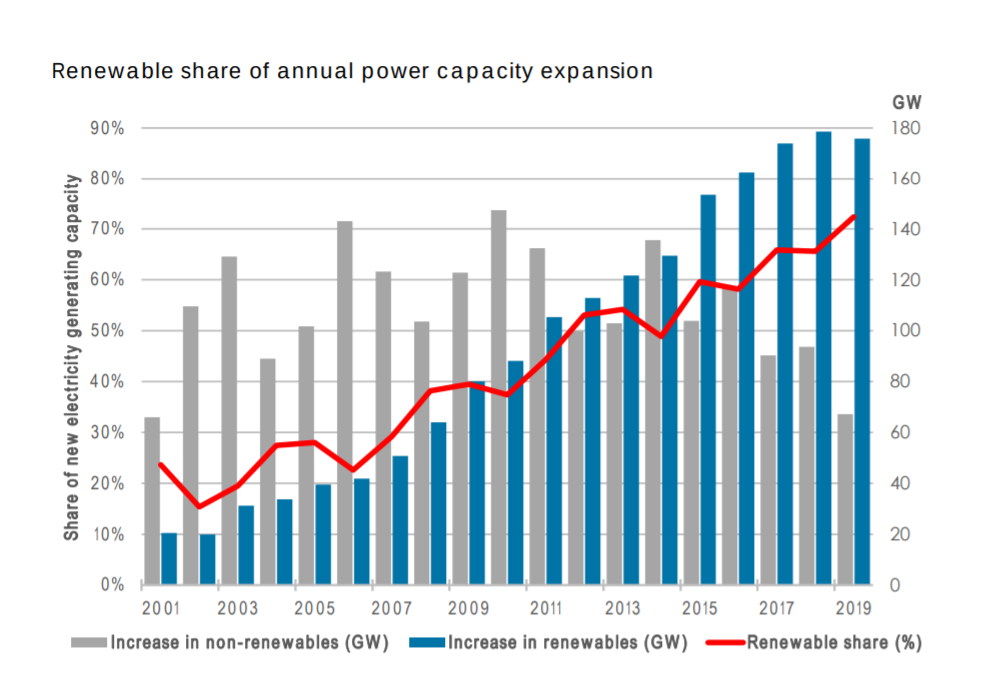 Renewable share of annual power capacity expansion
GW
90% 180
80% 160
70% 140
60% 120
50% 100
40% 80
30% 60
20% 40
10% 20
0% 0
Share of new electricity generating capacity
2001 2003 2005 2007 2009 2011 2013 2015 2017 2019
Increase in non-renewables (GW) Increase in renewables (GW) Renewable share (%)